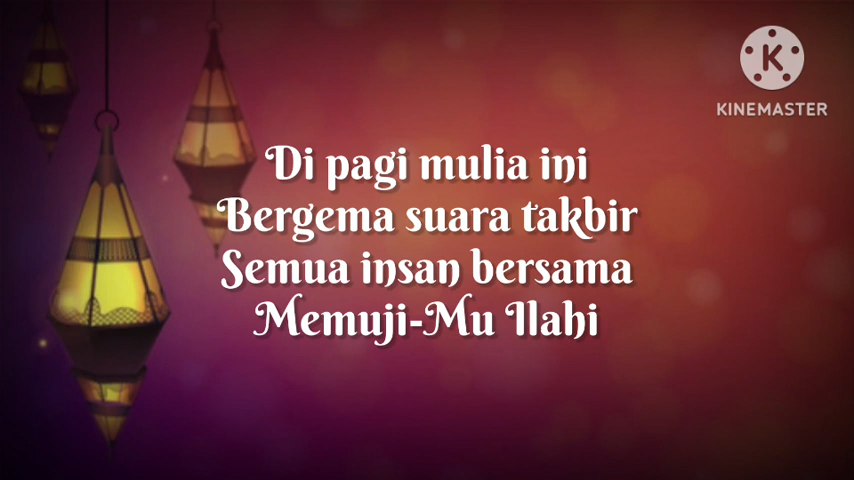 KINEMASTER
Di pagi mulia ini
Bergema suara takbir
Semua insan bersama
Memuji-Mu Ilahi